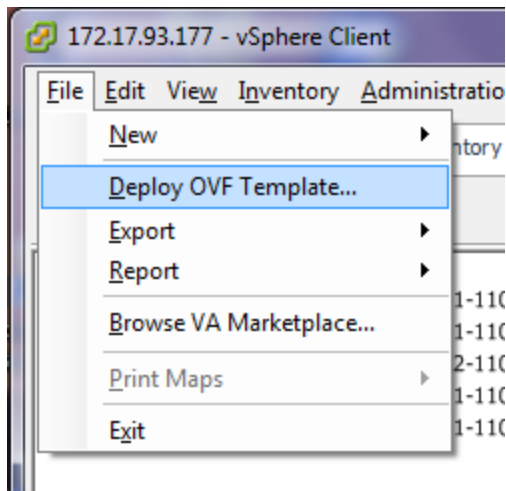 172.17.93.177 - vSphere Client
File Edit View Inventory Administratio
New
ntory
Deploy OVF Template...
Export
Report
Browse VA Marketplace...
Print Maps
Exit
1-110
1-110
2-110
1-110
1-110